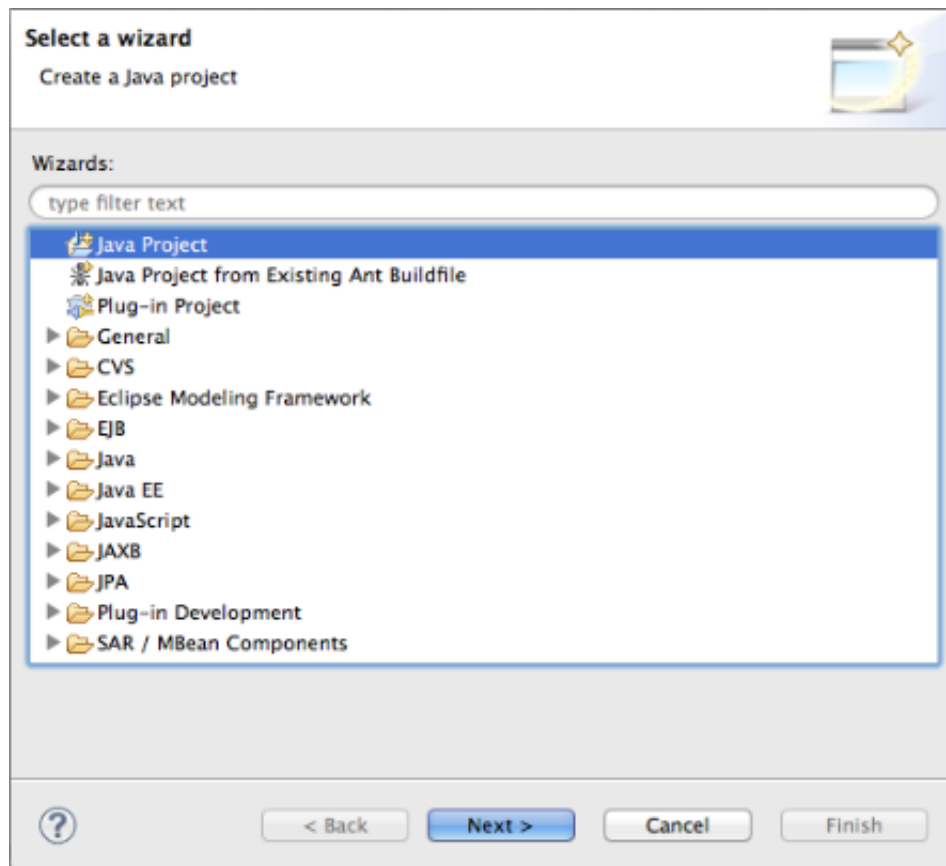 Select a wizard
Create a Java project
Wizards:
type filter text
Java Project
Java Project from Existing Ant Buildfile
Plug-in Project
General
CVS
Eclipse Modeling Framework
EJB
Java
Java EE
JavaScript
JAXB
JPA
Plug-in Development
SAR / MBean Components
? < Back Next > Cancel Finish